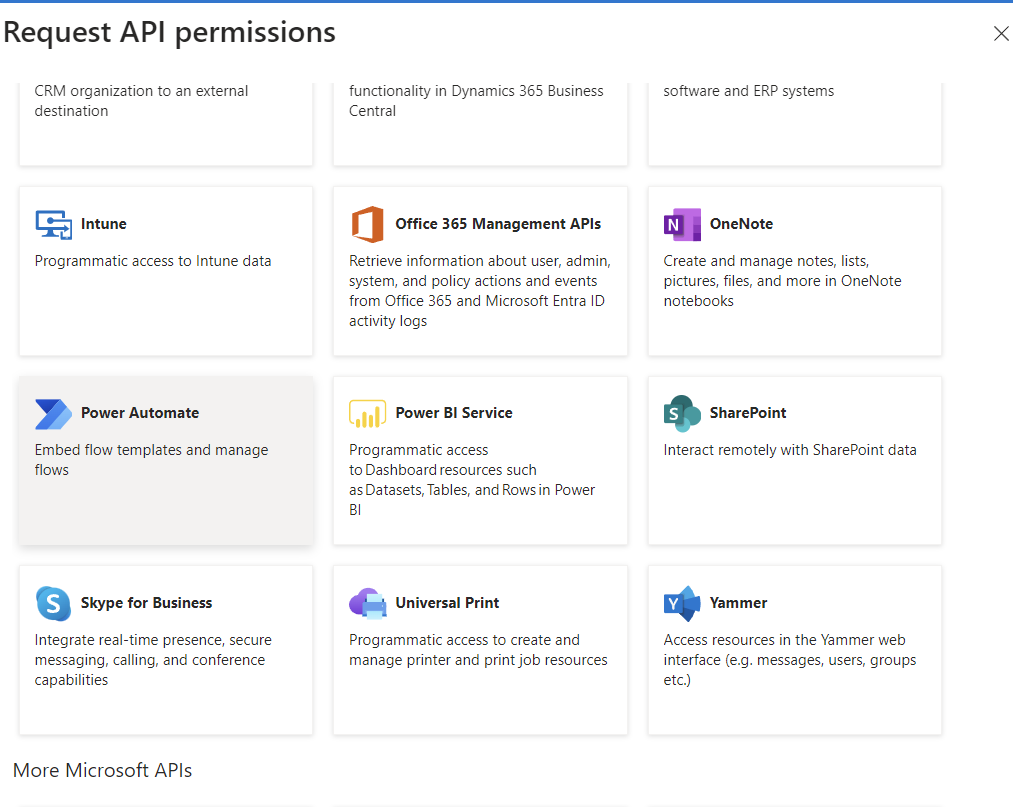 Request API permissions
CRM organization to an external
destination
functionality in Dynamics 365 Business
Central
software and ERP systems
Intune
Programmatic access to Intune data
Office 365 Management APIs
Retrieve information about user, admin,
system, and policy actions and events
from Office 365 and Microsoft Entra ID
activity logs
N
OneNote
Create and manage notes, lists,
pictures, files, and more in OneNote
notebooks
Power Automate
Embed flow templates and manage
flows
Power BI Service
Programmatic access
to Dashboard resources such
as Datasets, Tables, and Rows in Power
BI
S
SharePoint
Interact remotely with SharePoint data
S
Skype for Business
Integrate real-time presence, secure
messaging, calling, and conference
capabilities
Universal Print
Programmatic access to create and
manage printer and print job resources
Y
Yammer
Access resources in the Yammer web
interface (e.g. messages, users, groups
etc.)
More Microsoft APIs